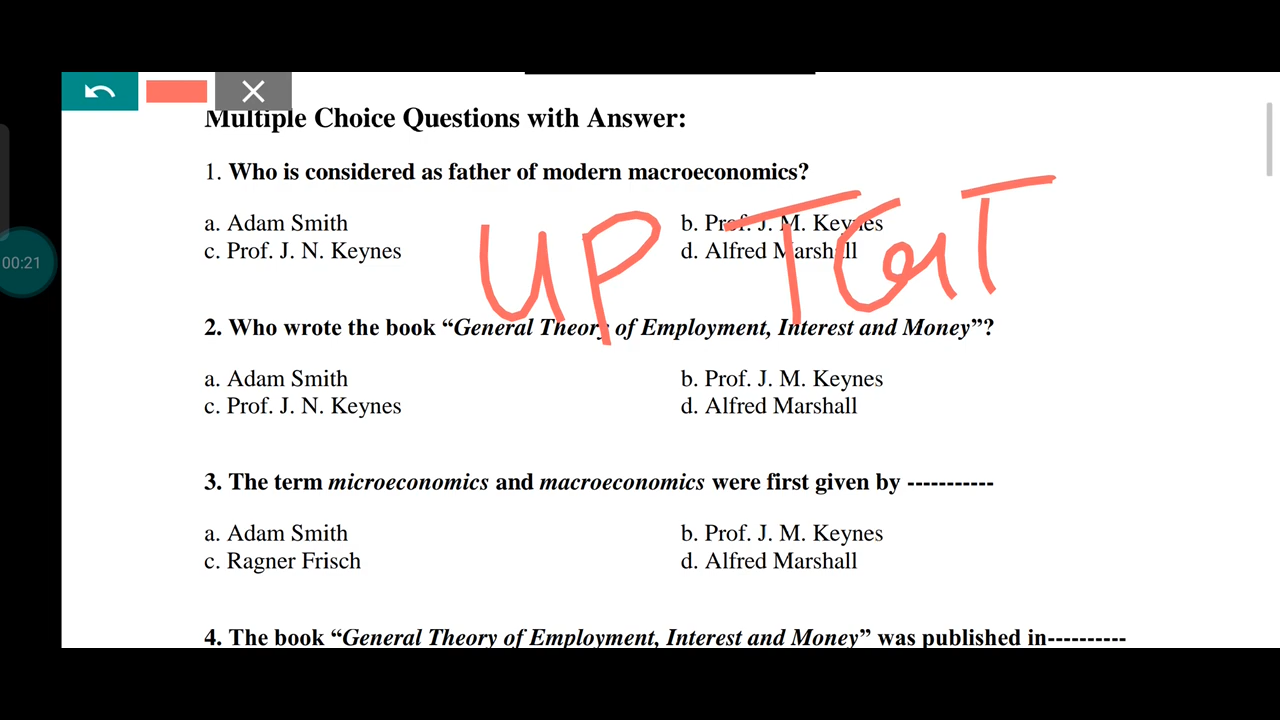 Multiple Choice Questions with Answer:
1. Who is considered as father of modern macroeconomics?
a. Adam Smith b. Prof. J. M. Keynes
c. Prof. J. N. Keynes d. Alfred Marshall
UP TGT
2. Who wrote the book “General Theory of Employment, Interest and Money”?
a. Adam Smith b. Prof. J. M. Keynes
c. Prof. J. N. Keynes d. Alfred Marshall
00:21
3. The term microeconomics and macroeconomics were first given by -----------
a. Adam Smith b. Prof. J. M. Keynes
c. Ragner Frisch d. Alfred Marshall
4. The book “General Theory of Employment, Interest and Money” was published in----------